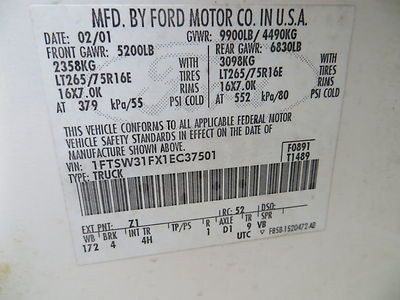 MFD. BY FORD MOTOR CO. IN U.S.A.
DATE: 02/01 GVWR: 9900LB/ 4490KG
FRONT GAWR: 5200LB REAR GAWR: 6830LB
2358KG WITH 3098KG WITH
LT265/75R16E TIRES LT265/75R16E TIRES
16X7.0K RIMS 16X7.0K RIMS
AT 379 kPa/55 PSI COLD AT 552 kPa/80 PSI COLD
THIS VEHICLE CONFORMS TO ALL APPLICABLE FEDERAL MOTOR
VEHICLE SAFETY STANDARDS IN EFFECT ON THE DATE OF
MANUFACTURE SHOWN ABOVE.
VIN: 1FTSW31FX1EC37501 F0891
TYPE: TRUCK T1489
EXT PNT: Z1 RC: 52 DSO:
WB BRK INT TR TP/PS R AXLE TR SPR
172 4 4H 1 D1 9 VB
UTC F85B-1520472-AB